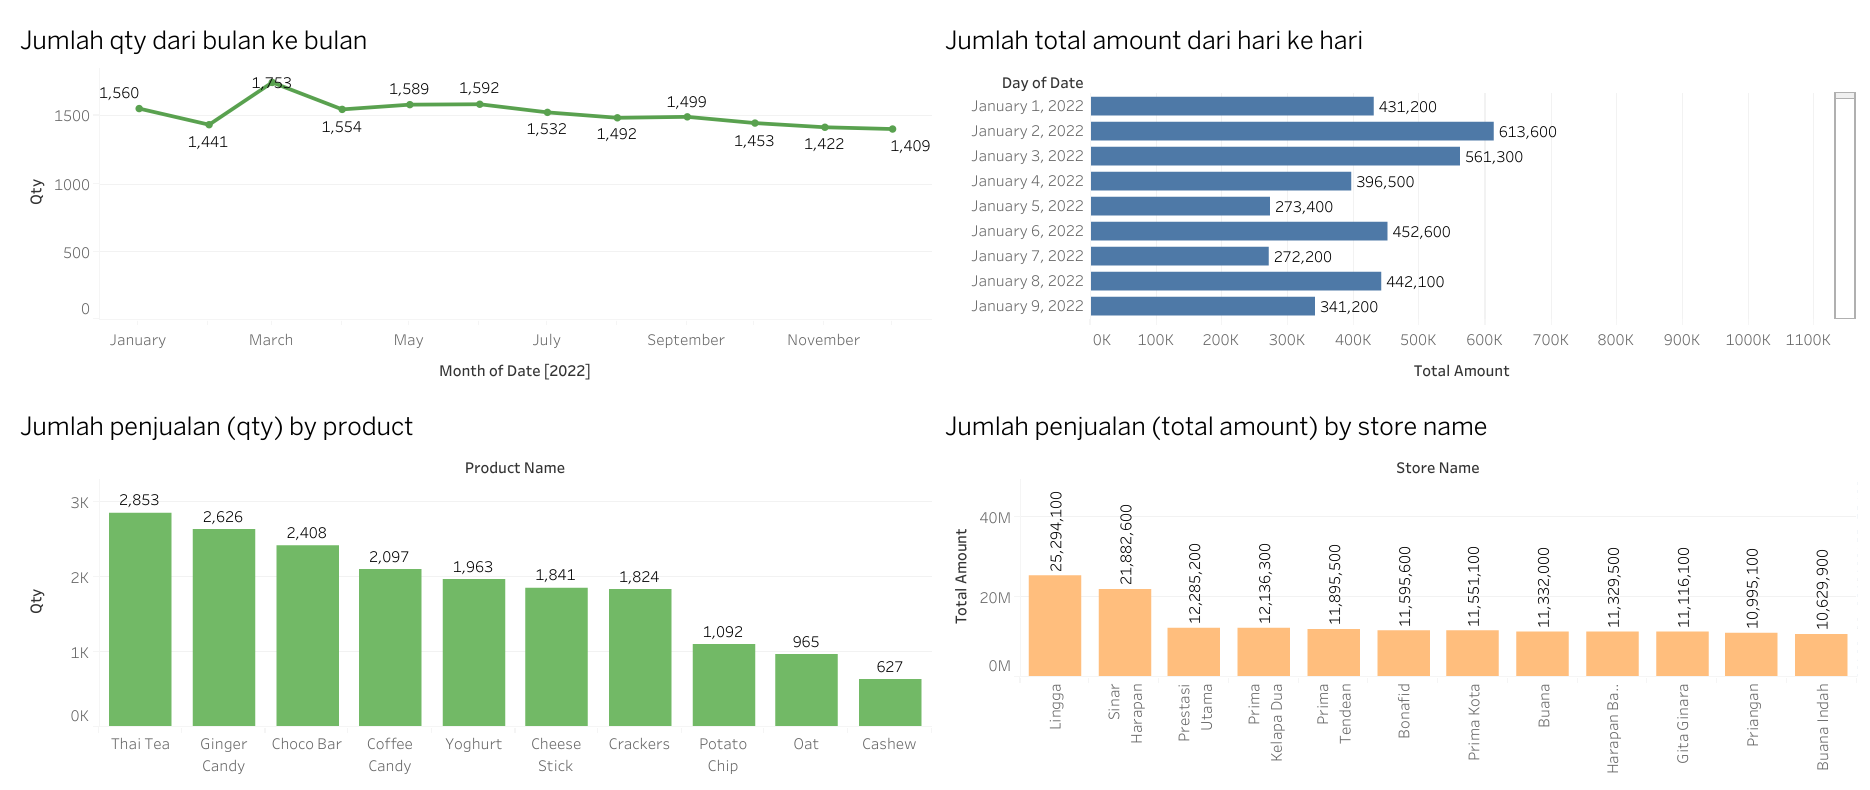 Jumlah qty dari bulan ke bulan
1,560
1,441
1,753
1,554
1,589
1,592
1,532
1,492
1,499
1,453
1,422
1,409
1500
1000
500
0
Qty
January
March
May
July
September
November
Month of Date [2022]
Jumlah total amount dari hari ke hari
Day of Date
January 1, 2022 431,200
January 2, 2022 613,600
January 3, 2022 561,300
January 4, 2022 396,500
January 5, 2022 273,400
January 6, 2022 452,600
January 7, 2022 272,200
January 8, 2022 442,100
January 9, 2022 341,200
0K 100K 200K 300K 400K 500K 600K 700K 800K 900K 1000K 1100K
Total Amount
Jumlah penjualan (qty) by product
Product Name
3K
2K
1K
0K
Qty
2,853
2,626
2,408
2,097
1,963
1,841
1,824
1,092
965
627
Thai Tea
Ginger
Candy
Choco Bar
Coffee
Candy
Yoghurt
Cheese
Stick
Crackers
Potato
Chip
Oat
Cashew
Jumlah penjualan (total amount) by store name
Store Name
40M
20M
0M
Total Amount
25,294,100
21,882,600
12,285,200
12,136,300
11,895,500
11,595,600
11,551,100
11,332,000
11,329,500
11,116,100
10,995,100
10,629,900
Lingga
Sinar
Harapan
Prestasi
Utama
Prima
Kelapa Dua
Prima
Tendean
Bonafid
Prima Kota
Buana
Harapan Ba..
Gita Ginara
Priangan
Buana Indah